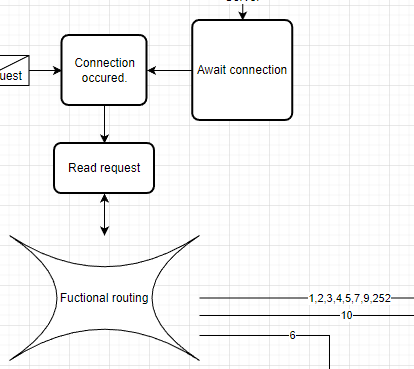 Connection
occured.
Await connection
uest
Read request
Fuctional routing
1,2,3,4,5,7,9,252
10
6